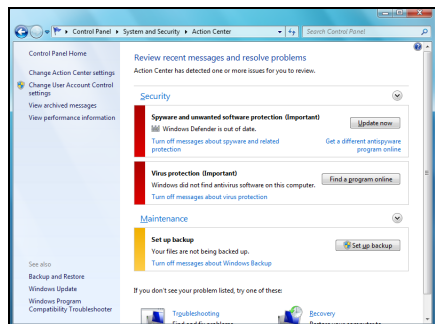 Control Panel ▸ System and Security ▸ Action Center
Search Control Panel
Control Panel Home
Change Action Center settings
Change User Account Control
settings
View archived messages
View performance information
See also
Backup and Restore
Windows Update
Windows Program
Compatibility Troubleshooter
Review recent messages and resolve problems
Action Center has detected one or more issues for you to review.
Security
Spyware and unwanted software protection (Important)
Windows Defender is out of date.
Update now
Turn off messages about spyware and related
protection
Get a different antispyware
program online
Virus protection (Important)
Windows did not find antivirus software on this computer.
Find a program online
Turn off messages about virus protection
Maintenance
Set up backup
Your files are not being backed up.
Set up backup
Turn off messages about Windows Backup
If you don't see your problem listed, try one of these:
Troubleshooting
Recovery